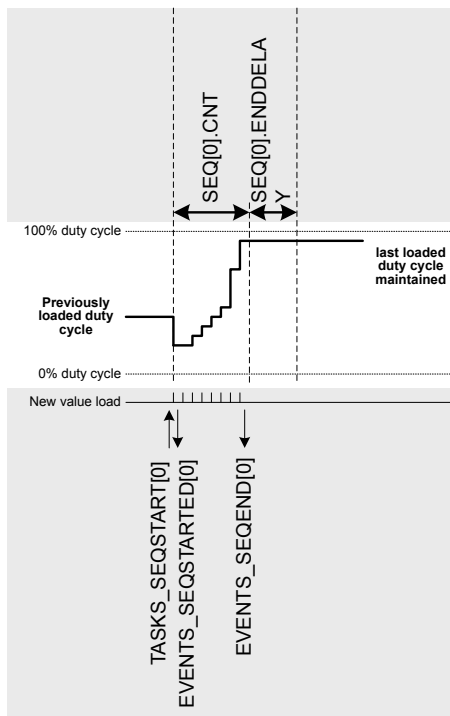 SEQ[0].CNT
SEQ[0].ENDDELA
Y
100% duty cycle
last loaded
duty cycle
maintained
Previously
loaded duty
cycle
0% duty cycle
New value load
TASKS_SEQSTART[0]
EVENTS_SEQSTARTED[0]
EVENTS_SEQEND[0]